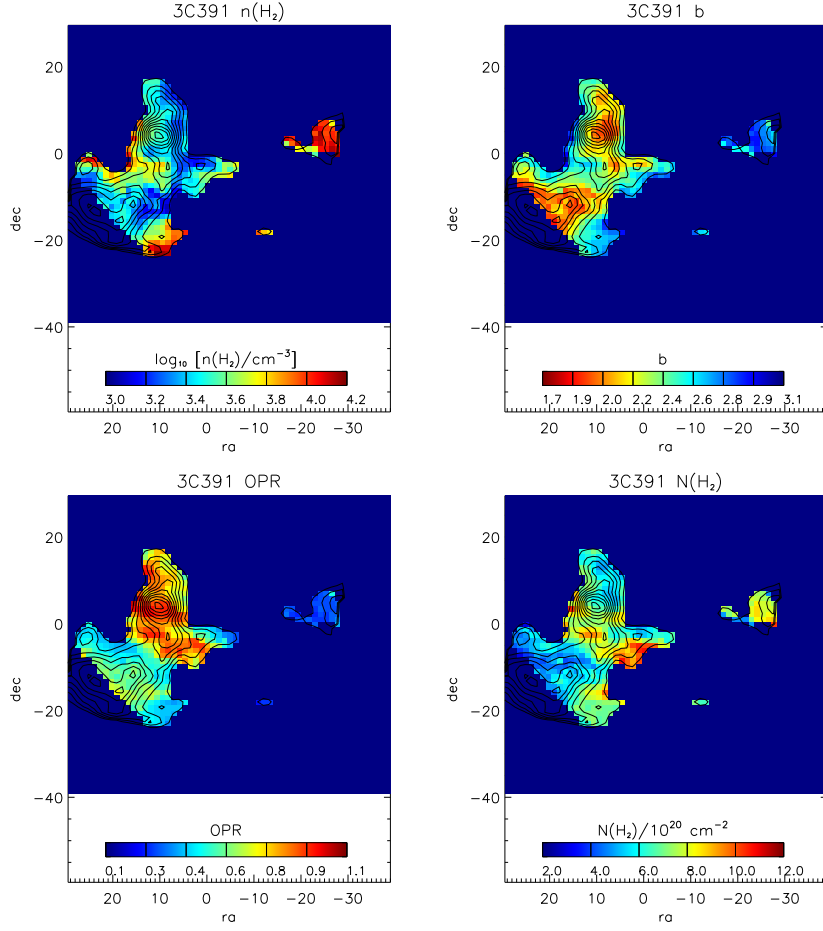 3C391 n(H₂)
3C391 b
20
0
−20
−40
dec
log₁₀ [n(H₂)/cm⁻³]
3.0 3.2 3.4 3.6 3.8 4.0 4.2
20 10 0 −10 −20 −30
ra
20
0
−20
−40
dec
b
1.7 1.9 2.0 2.2 2.4 2.6 2.8 2.9 3.1
20 10 0 −10 −20 −30
ra
3C391 OPR
3C391 N(H₂)
20
0
−20
−40
dec
OPR
0.1 0.3 0.4 0.6 0.8 0.9 1.1
20 10 0 −10 −20 −30
ra
20
0
−20
−40
dec
N(H₂)/10²⁰ cm⁻²
2.0 4.0 6.0 8.0 10.0 12.0
20 10 0 −10 −20 −30
ra